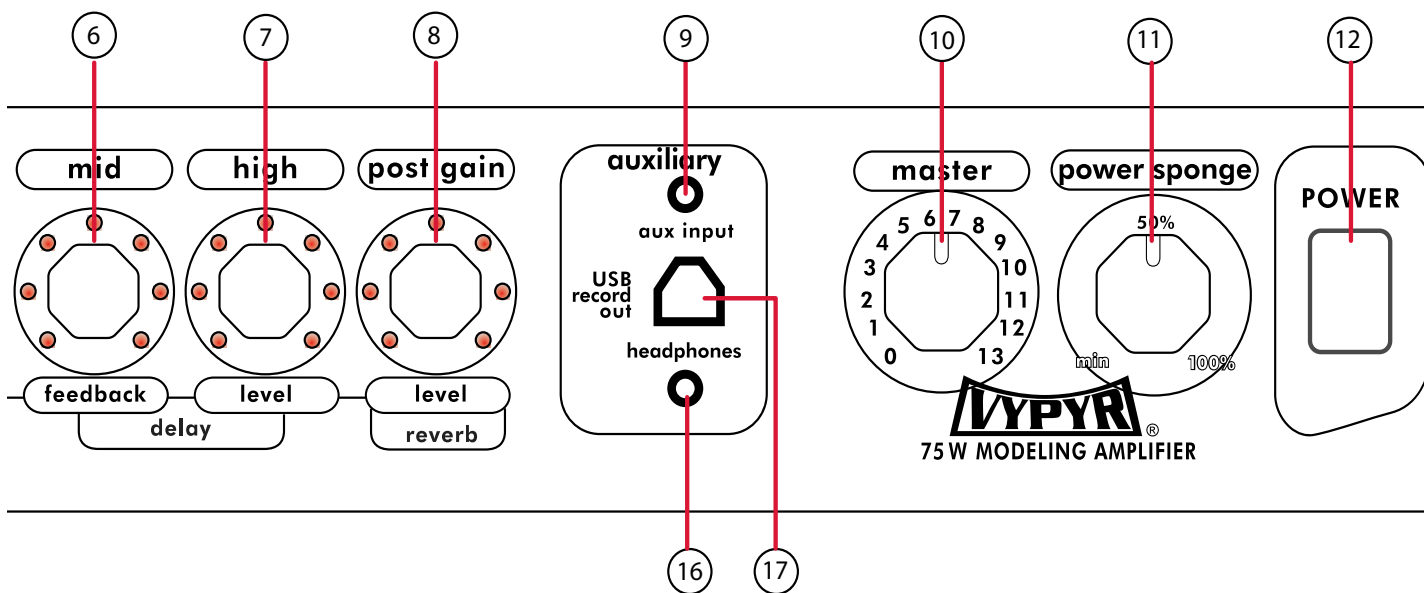 6 7 8 9 10 11 12
mid high post gain
auxiliary
aux input
USB
record
out
headphones
master
0 1 2 3 4 5 6 7 8 9 10 11 12 13
power sponge
50%
min 100%
POWER
feedback level level
delay reverb
VYPYR®
75 W MODELING AMPLIFIER
16 17